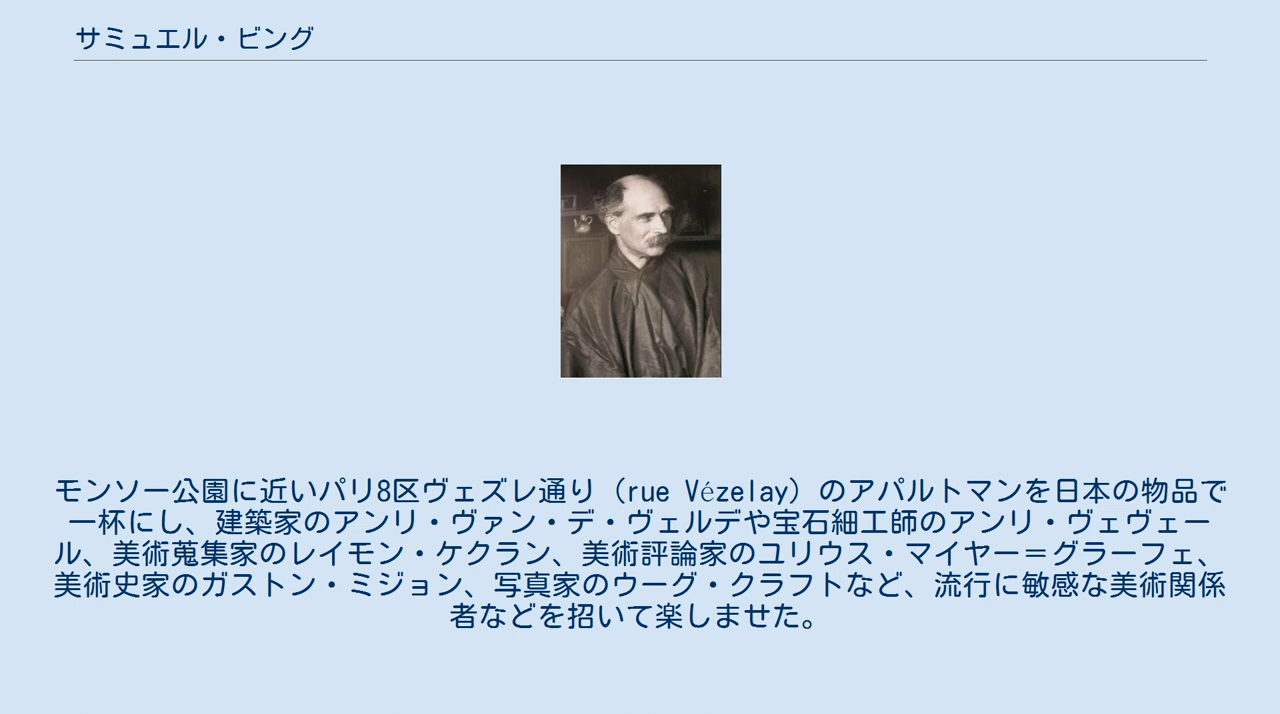 サミュエル・ビング
モンソー公園に近いパリ8区ヴェズレ通り（rue Vézelay）のアパルトマンを日本の物品で
一杯にし、建築家のアンリ・ヴァン・デ・ヴェルデや宝石細工師のアンリ・ヴェヴェー
ル、美術蒐集家のレイモン・ケクラン、美術評論家のユリウス・マイヤー＝グラーフェ、
美術史家のガストン・ミジョン、写真家のウーグ・クラフトなど、流行に敏感な美術関係
者などを招いて楽しませた。